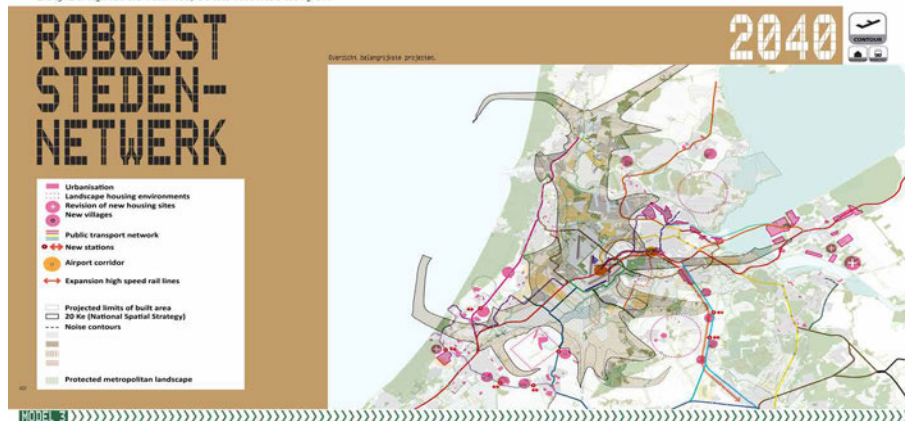 ROBUUST
STEDEN-
NETWERK
2040
CONTOUR
Overzicht belangrijkste projecten.
Urbanisation
Landscape housing environments
Revision of new housing sites
New villages
Public transport network
New stations
Airport corridor
Expansion high speed rail lines
Projected limits of built area
20 Ke (National Spatial Strategy)
Noise contours
Protected metropolitan landscape
MODEL 3